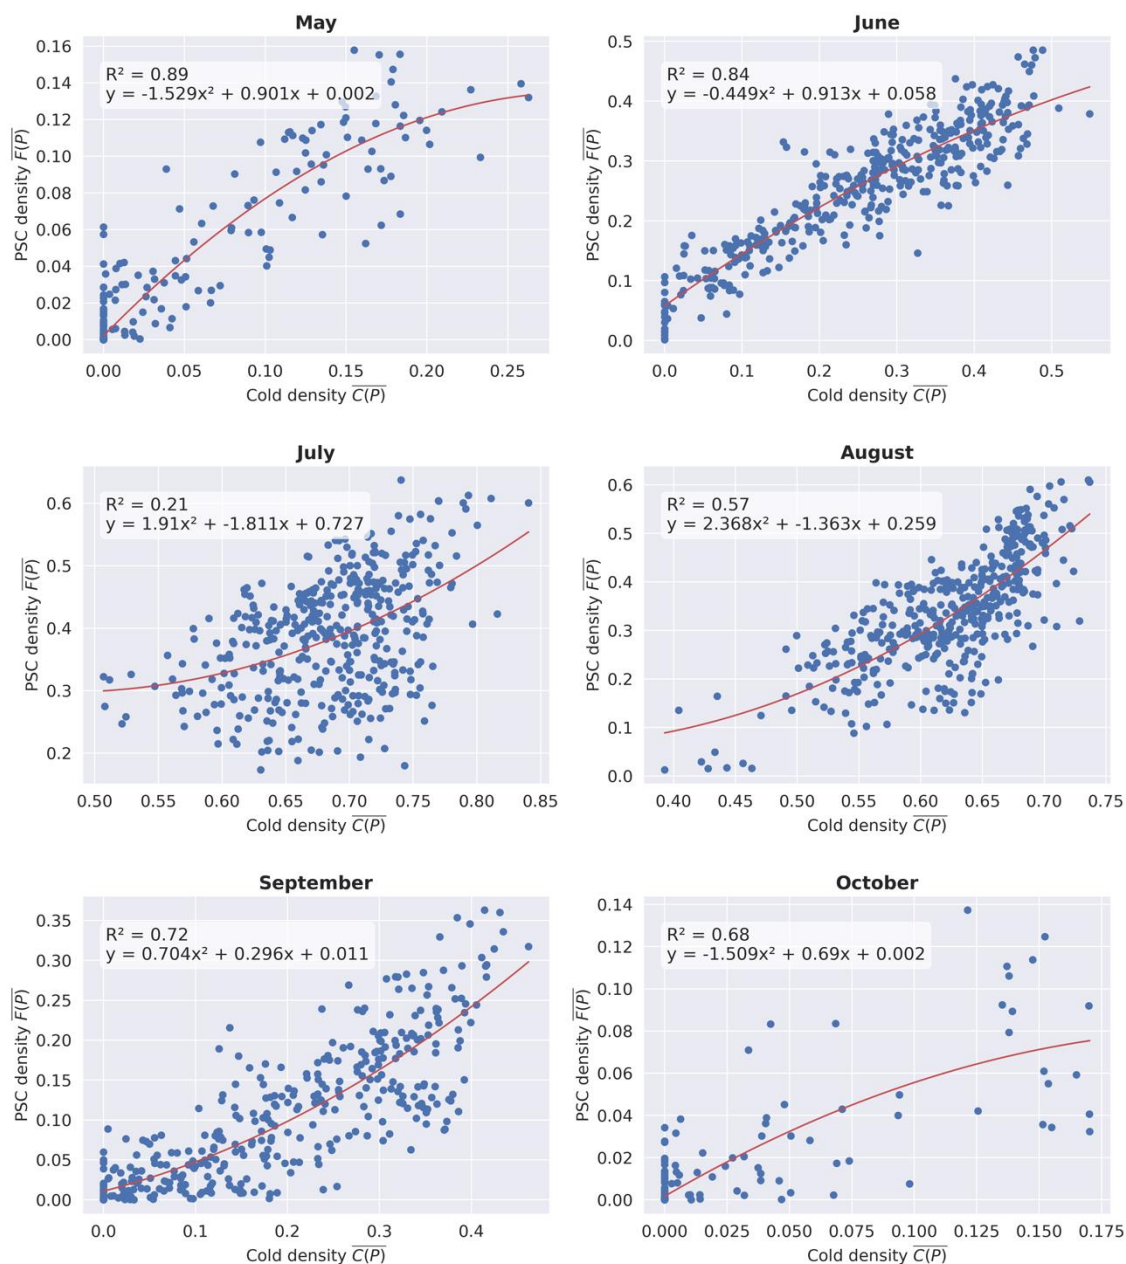 May
R² = 0.89
y = -1.529x² + 0.901x + 0.002
PSC density F(P)
0.16
0.14
0.12
0.10
0.08
0.06
0.04
0.02
0.00
0.00 0.05 0.10 0.15 0.20 0.25
Cold density C(P)
June
R² = 0.84
y = -0.449x² + 0.913x + 0.058
PSC density F(P)
0.5
0.4
0.3
0.2
0.1
0.0
0.0 0.1 0.2 0.3 0.4 0.5
Cold density C(P)
July
R² = 0.21
y = 1.91x² + -1.811x + 0.727
PSC density F(P)
0.6
0.5
0.4
0.3
0.2
0.50 0.55 0.60 0.65 0.70 0.75 0.80 0.85
Cold density C(P)
August
R² = 0.57
y = 2.368x² + -1.363x + 0.259
PSC density F(P)
0.6
0.5
0.4
0.3
0.2
0.1
0.0
0.40 0.45 0.50 0.55 0.60 0.65 0.70 0.75
Cold density C(P)
September
R² = 0.72
y = 0.704x² + 0.296x + 0.011
PSC density F(P)
0.35
0.30
0.25
0.20
0.15
0.10
0.05
0.00
0.0 0.1 0.2 0.3 0.4
Cold density C(P)
October
R² = 0.68
y = -1.509x² + 0.69x + 0.002
PSC density F(P)
0.14
0.12
0.10
0.08
0.06
0.04
0.02
0.00
0.000 0.025 0.050 0.075 0.100 0.125 0.150 0.175
Cold density C(P)